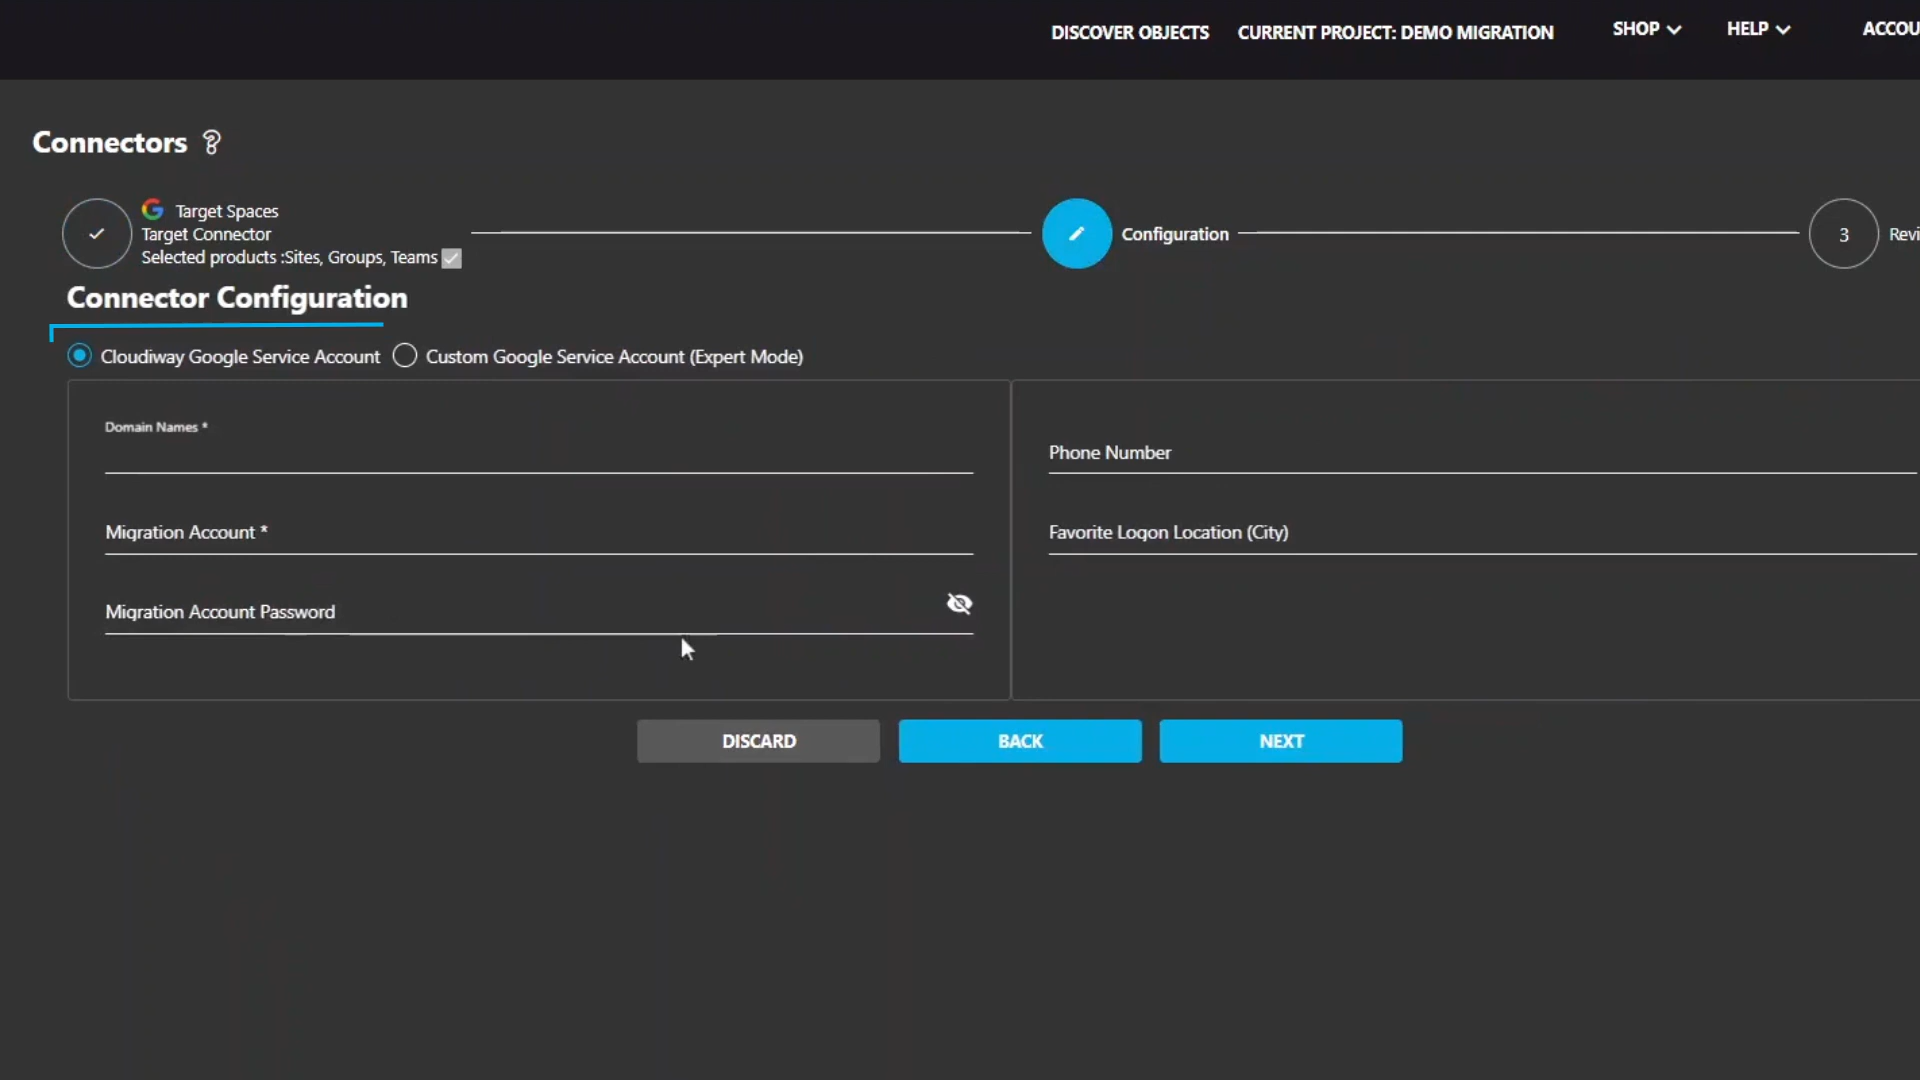 DISCOVER OBJECTS CURRENT PROJECT: DEMO MIGRATION SHOP HELP ACCOU
Connectors ?
Target Spaces
Target Connector
Selected products :Sites, Groups, Teams
Configuration
3 Revi
Connector Configuration
Cloudiway Google Service Account Custom Google Service Account (Expert Mode)
Domain Names *
Phone Number
Migration Account *
Favorite Logon Location (City)
Migration Account Password
DISCARD BACK NEXT